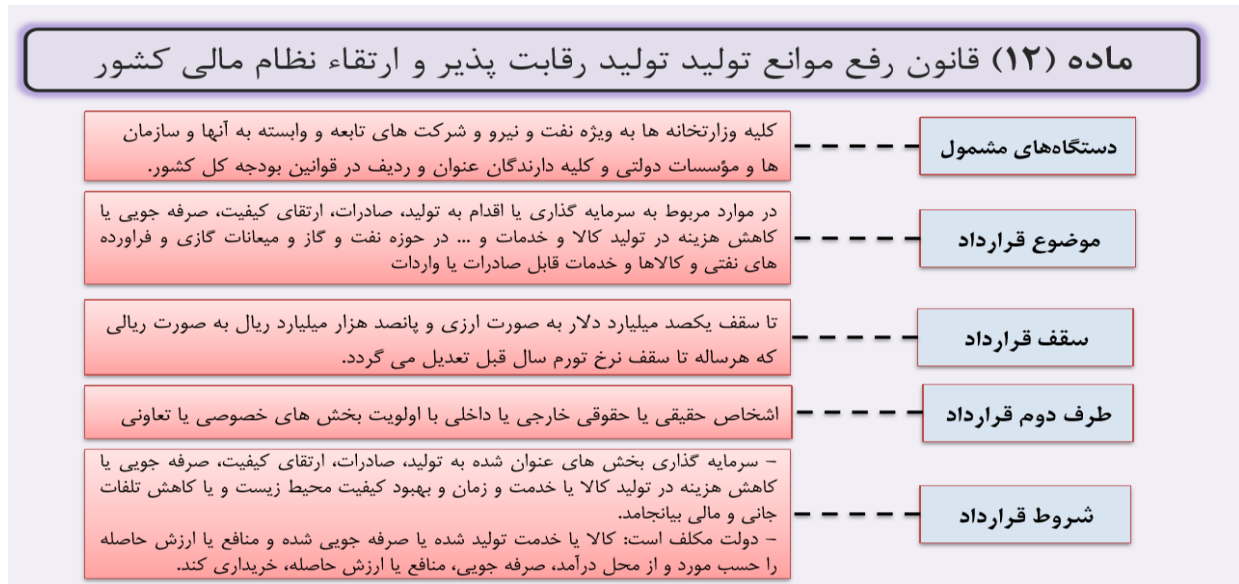 ماده (۱۲) قانون رفع موانع تولید تولید رقابت پذیر و ارتقاء نظام مالی کشور
دستگاه‌های مشمول
کلیه وزارتخانه ها به ویژه نفت و نیرو و شرکت های تابعه و وابسته به آنها و سازمان
ها و مؤسسات دولتی و کلیه دارندگان عنوان و ردیف در قوانین بودجه کل کشور.
موضوع قرارداد
در موارد مربوط به سرمایه گذاری یا اقدام به تولید، صادرات، ارتقای کیفیت، صرفه جویی یا
کاهش هزینه در تولید کالا و خدمات و ... در حوزه نفت و گاز و میعانات گازی و فراورده
های نفتی و کالاها و خدمات قابل صادرات یا واردات
سقف قرارداد
تا سقف یکصد میلیارد دلار به صورت ارزی و پانصد هزار میلیارد ریال به صورت ریالی
که هرساله تا سقف نرخ تورم سال قبل تعدیل می گردد.
طرف دوم قرارداد
اشخاص حقیقی یا حقوقی خارجی یا داخلی با اولویت بخش های خصوصی یا تعاونی
شروط قرارداد
– سرمایه گذاری بخش های عنوان شده به تولید، صادرات، ارتقای کیفیت، صرفه جویی یا
کاهش هزینه در تولید کالا یا خدمت و زمان و بهبود کیفیت محیط زیست و یا کاهش تلفات
جانی و مالی بیانجامد.
– دولت مکلف است: کالا یا خدمت تولید شده یا صرفه جویی شده و منافع یا ارزش حاصله
را حسب مورد و از محل درآمد، صرفه جویی، منافع یا ارزش حاصله، خریداری کند.